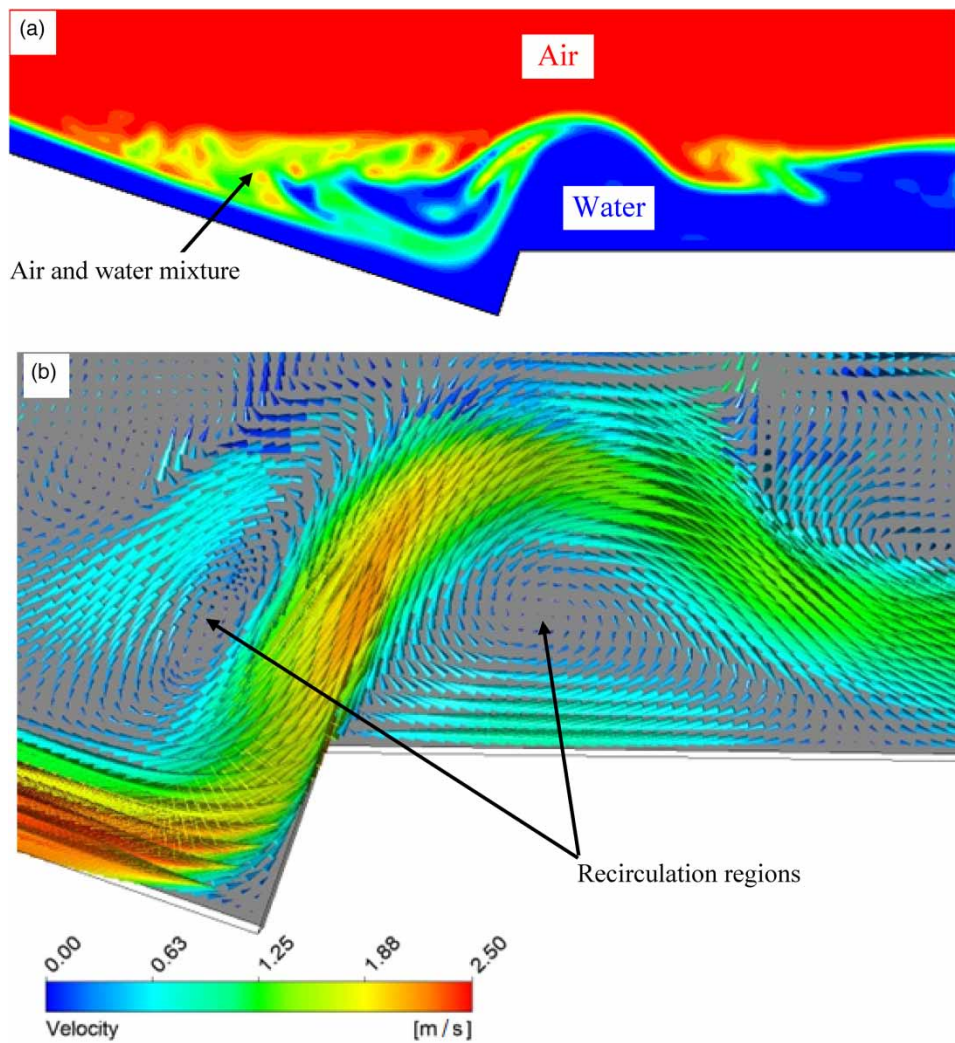 (a)
Air
Water
Air and water mixture
(b)
Recirculation regions
0.00
0.63
1.25
1.88
2.50
Velocity
[m / s]